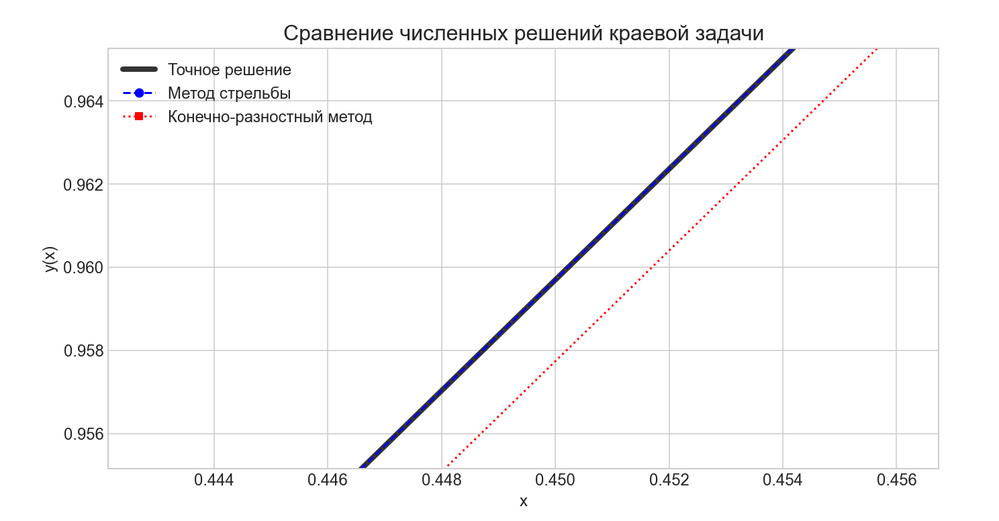 Сравнение численных решений краевой задачи
Точное решение
Метод стрельбы
Конечно-разностный метод
0.964
0.962
0.960
0.958
0.956
y(x)
0.444 0.446 0.448 0.450 0.452 0.454 0.456
x